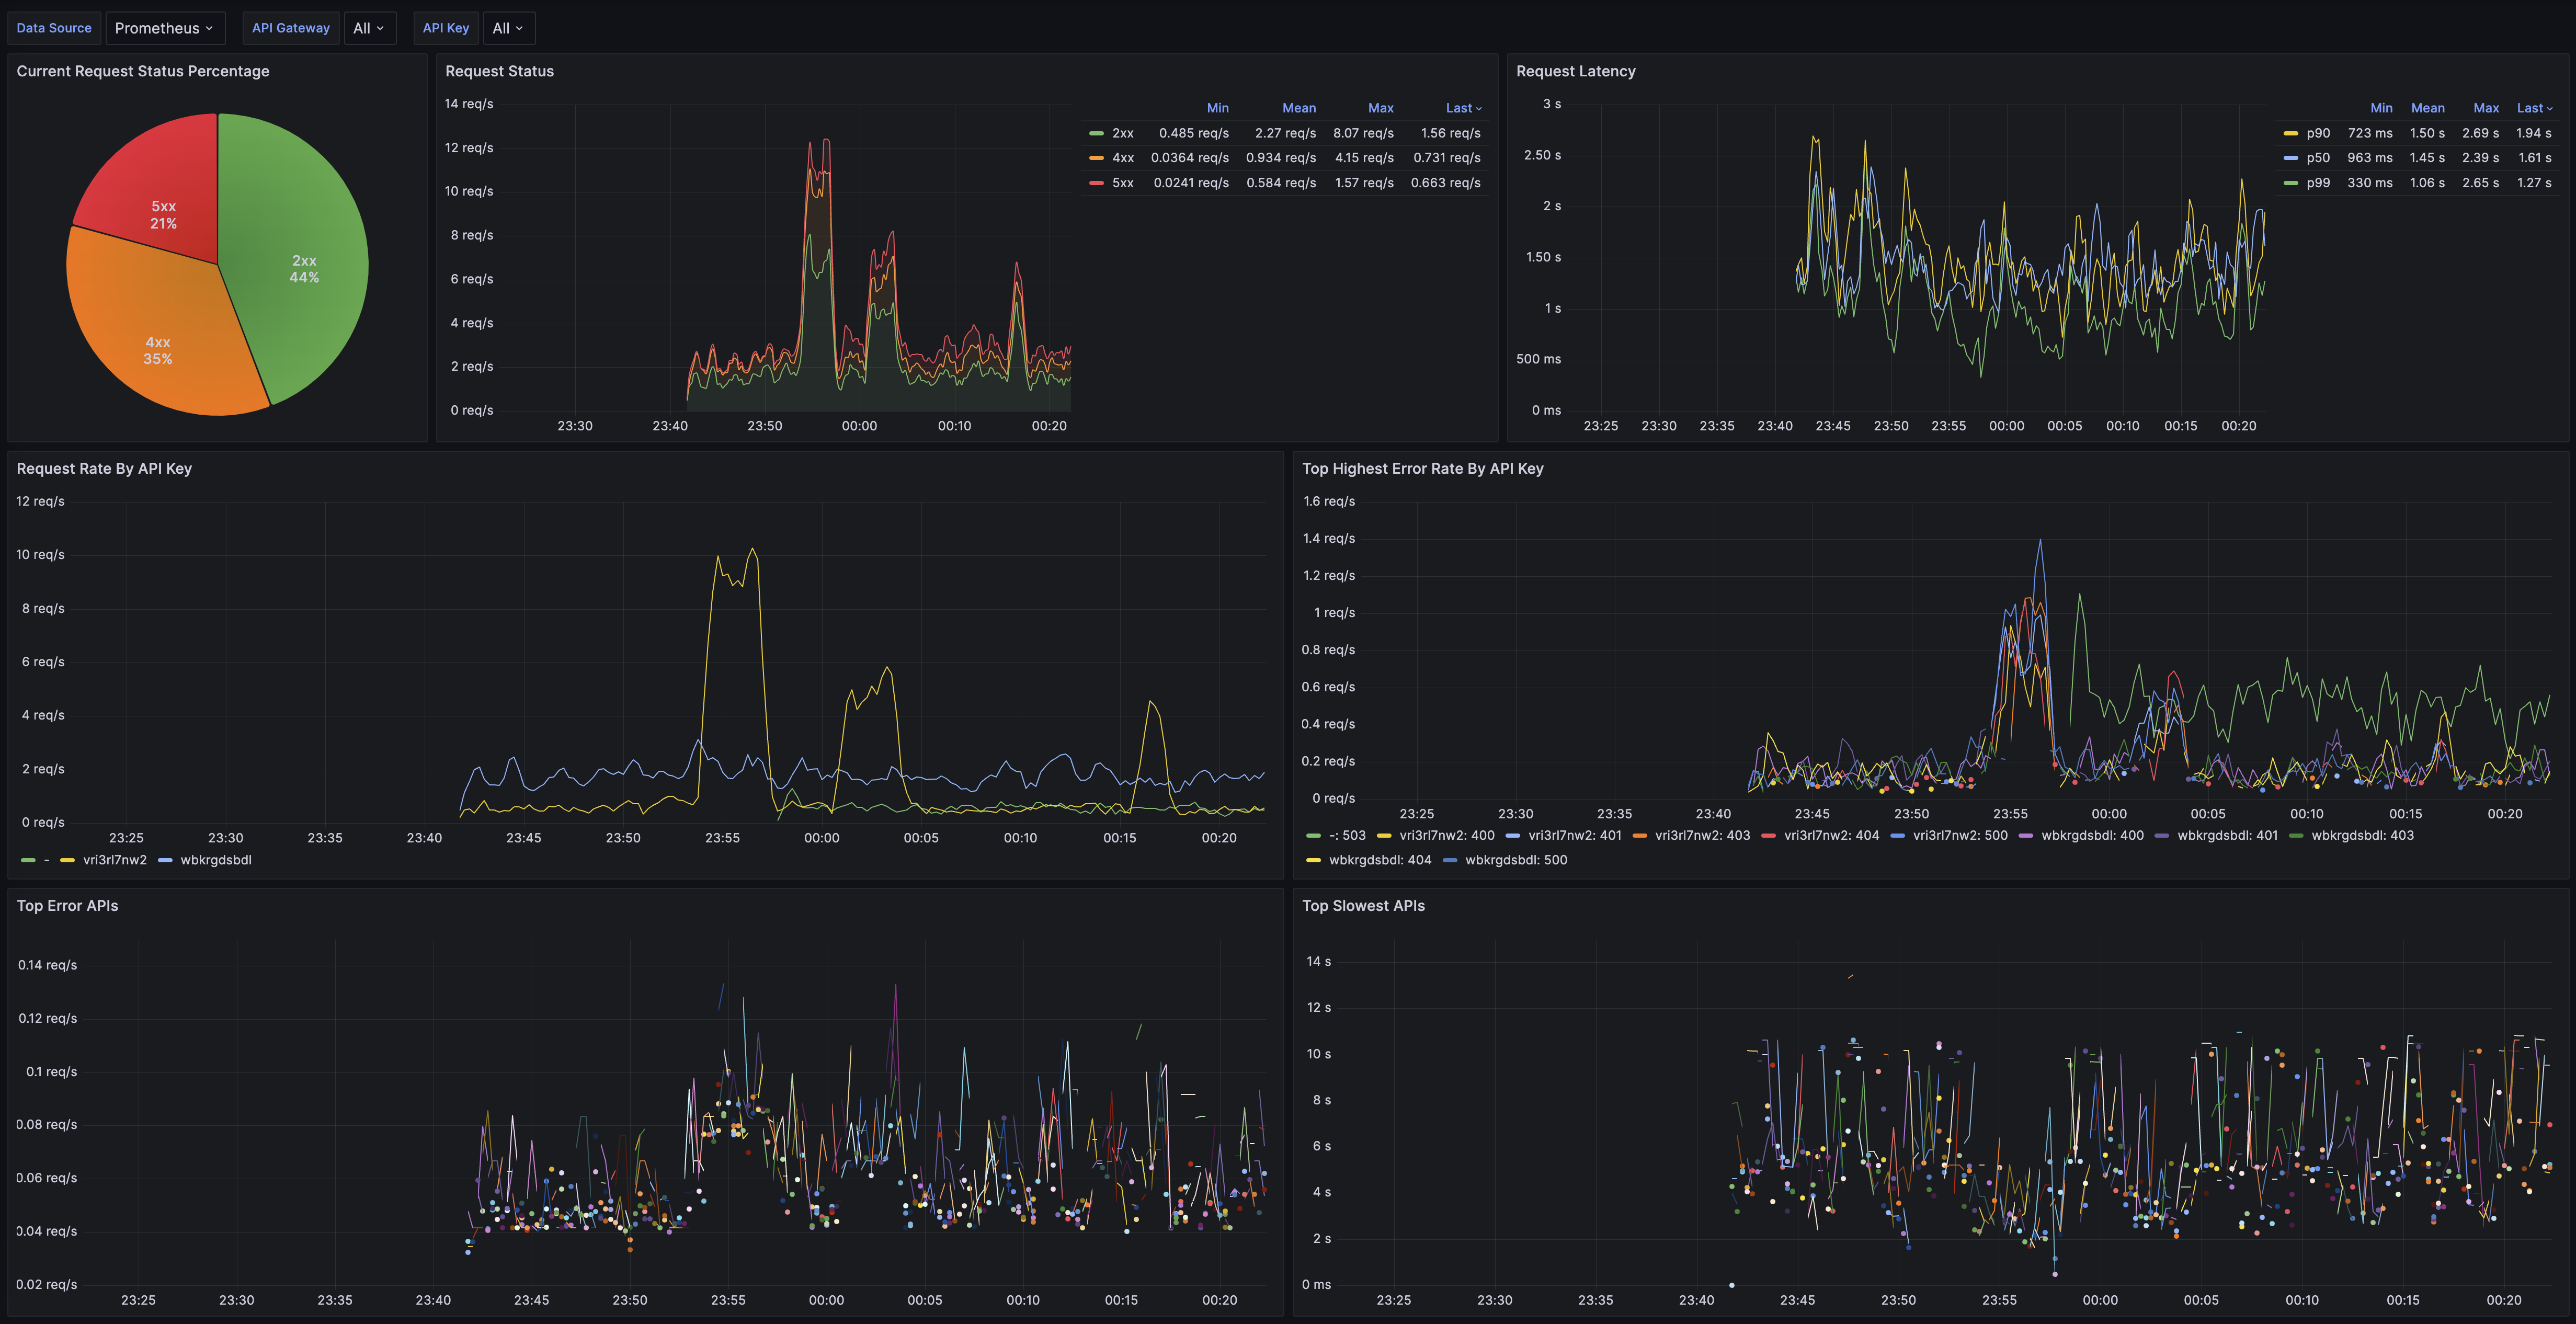 Data Source Prometheus API Gateway All API Key All
Current Request Status Percentage
5xx
21%
2xx
44%
4xx
35%
Request Status
14 req/s
12 req/s
10 req/s
8 req/s
6 req/s
4 req/s
2 req/s
0 req/s
23:30 23:40 23:50 00:00 00:10 00:20
Min Mean Max Last
2xx 0.485 req/s 2.27 req/s 8.07 req/s 1.56 req/s
4xx 0.0364 req/s 0.934 req/s 4.15 req/s 0.731 req/s
5xx 0.0241 req/s 0.584 req/s 1.57 req/s 0.663 req/s
Request Latency
3 s
2.50 s
2 s
1.50 s
1 s
500 ms
0 ms
23:25 23:30 23:35 23:40 23:45 23:50 23:55 00:00 00:05 00:10 00:15 00:20
Min Mean Max Last
p90 723 ms 1.50 s 2.69 s 1.94 s
p50 963 ms 1.45 s 2.39 s 1.61 s
p99 330 ms 1.06 s 2.65 s 1.27 s
Request Rate By API Key
12 req/s
10 req/s
8 req/s
6 req/s
4 req/s
2 req/s
0 req/s
23:25 23:30 23:35 23:40 23:45 23:50 23:55 00:00 00:05 00:10 00:15 00:20
- vri3rl7nw2 wbkrgdsbdl
Top Highest Error Rate By API Key
1.6 req/s
1.4 req/s
1.2 req/s
1 req/s
0.8 req/s
0.6 req/s
0.4 req/s
0.2 req/s
0 req/s
23:25 23:30 23:35 23:40 23:45 23:50 23:55 00:00 00:05 00:10 00:15 00:20
-: 503 vri3rl7nw2: 400 vri3rl7nw2: 401 vri3rl7nw2: 403 vri3rl7nw2: 404 vri3rl7nw2: 500 wbkrgdsbdl: 400 wbkrgdsbdl: 401 wbkrgdsbdl: 403
wbkrgdsbdl: 404 wbkrgdsbdl: 500
Top Error APIs
0.14 req/s
0.12 req/s
0.1 req/s
0.08 req/s
0.06 req/s
0.04 req/s
0.02 req/s
23:25 23:30 23:35 23:40 23:45 23:50 23:55 00:00 00:05 00:10 00:15 00:20
Top Slowest APIs
14 s
12 s
10 s
8 s
6 s
4 s
2 s
0 ms
23:25 23:30 23:35 23:40 23:45 23:50 23:55 00:00 00:05 00:10 00:15 00:20